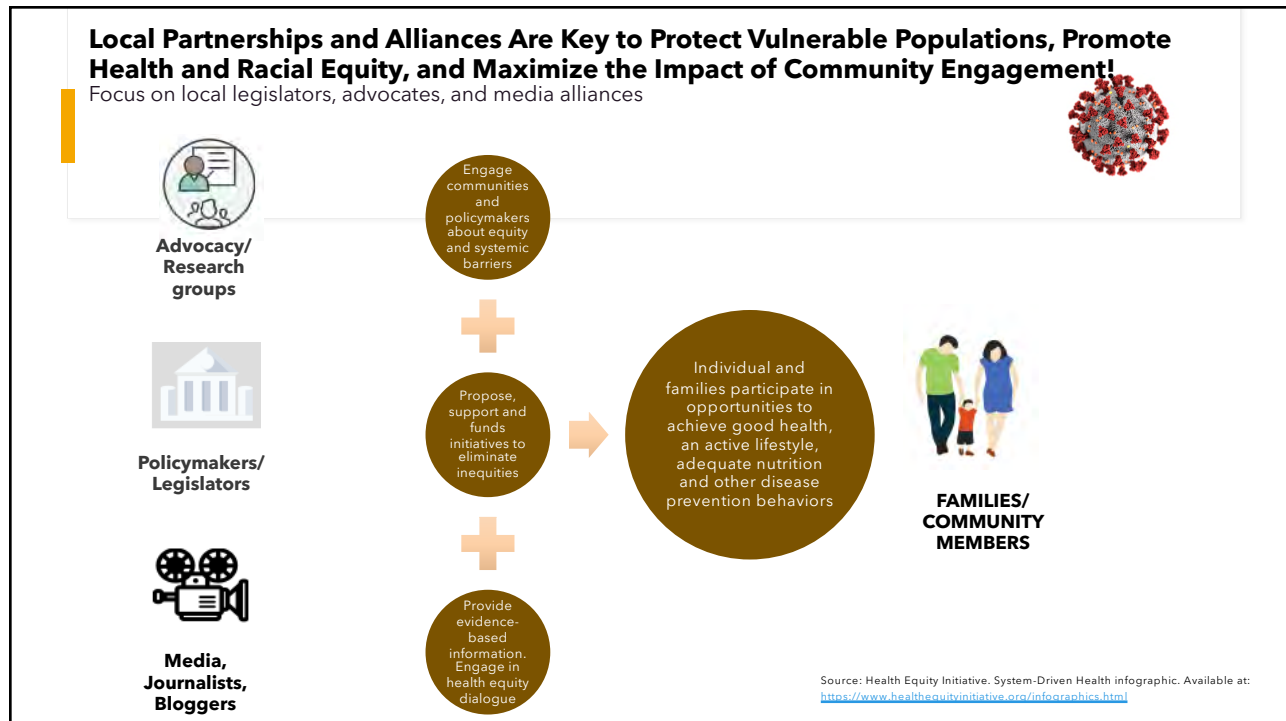 Local Partnerships and Alliances Are Key to Protect Vulnerable Populations, Promote
Health and Racial Equity, and Maximize the Impact of Community Engagement!
Focus on local legislators, advocates, and media alliances
Advocacy/
Research
groups
Engage
communities
and
policymakers
about equity
and systemic
barriers
Policymakers/
Legislators
Propose,
support and
funds
initiatives to
eliminate
inequities
Individual and
families participate in
opportunities to
achieve good health,
an active lifestyle,
adequate nutrition
and other disease
prevention behaviors
FAMILIES/
COMMUNITY
MEMBERS
Media,
Journalists,
Bloggers
Provide
evidence-
based
information.
Engage in
health equity
dialogue
Source: Health Equity Initiative. System-Driven Health infographic. Available at:
https://www.healthequityinitiative.org/infographics.html